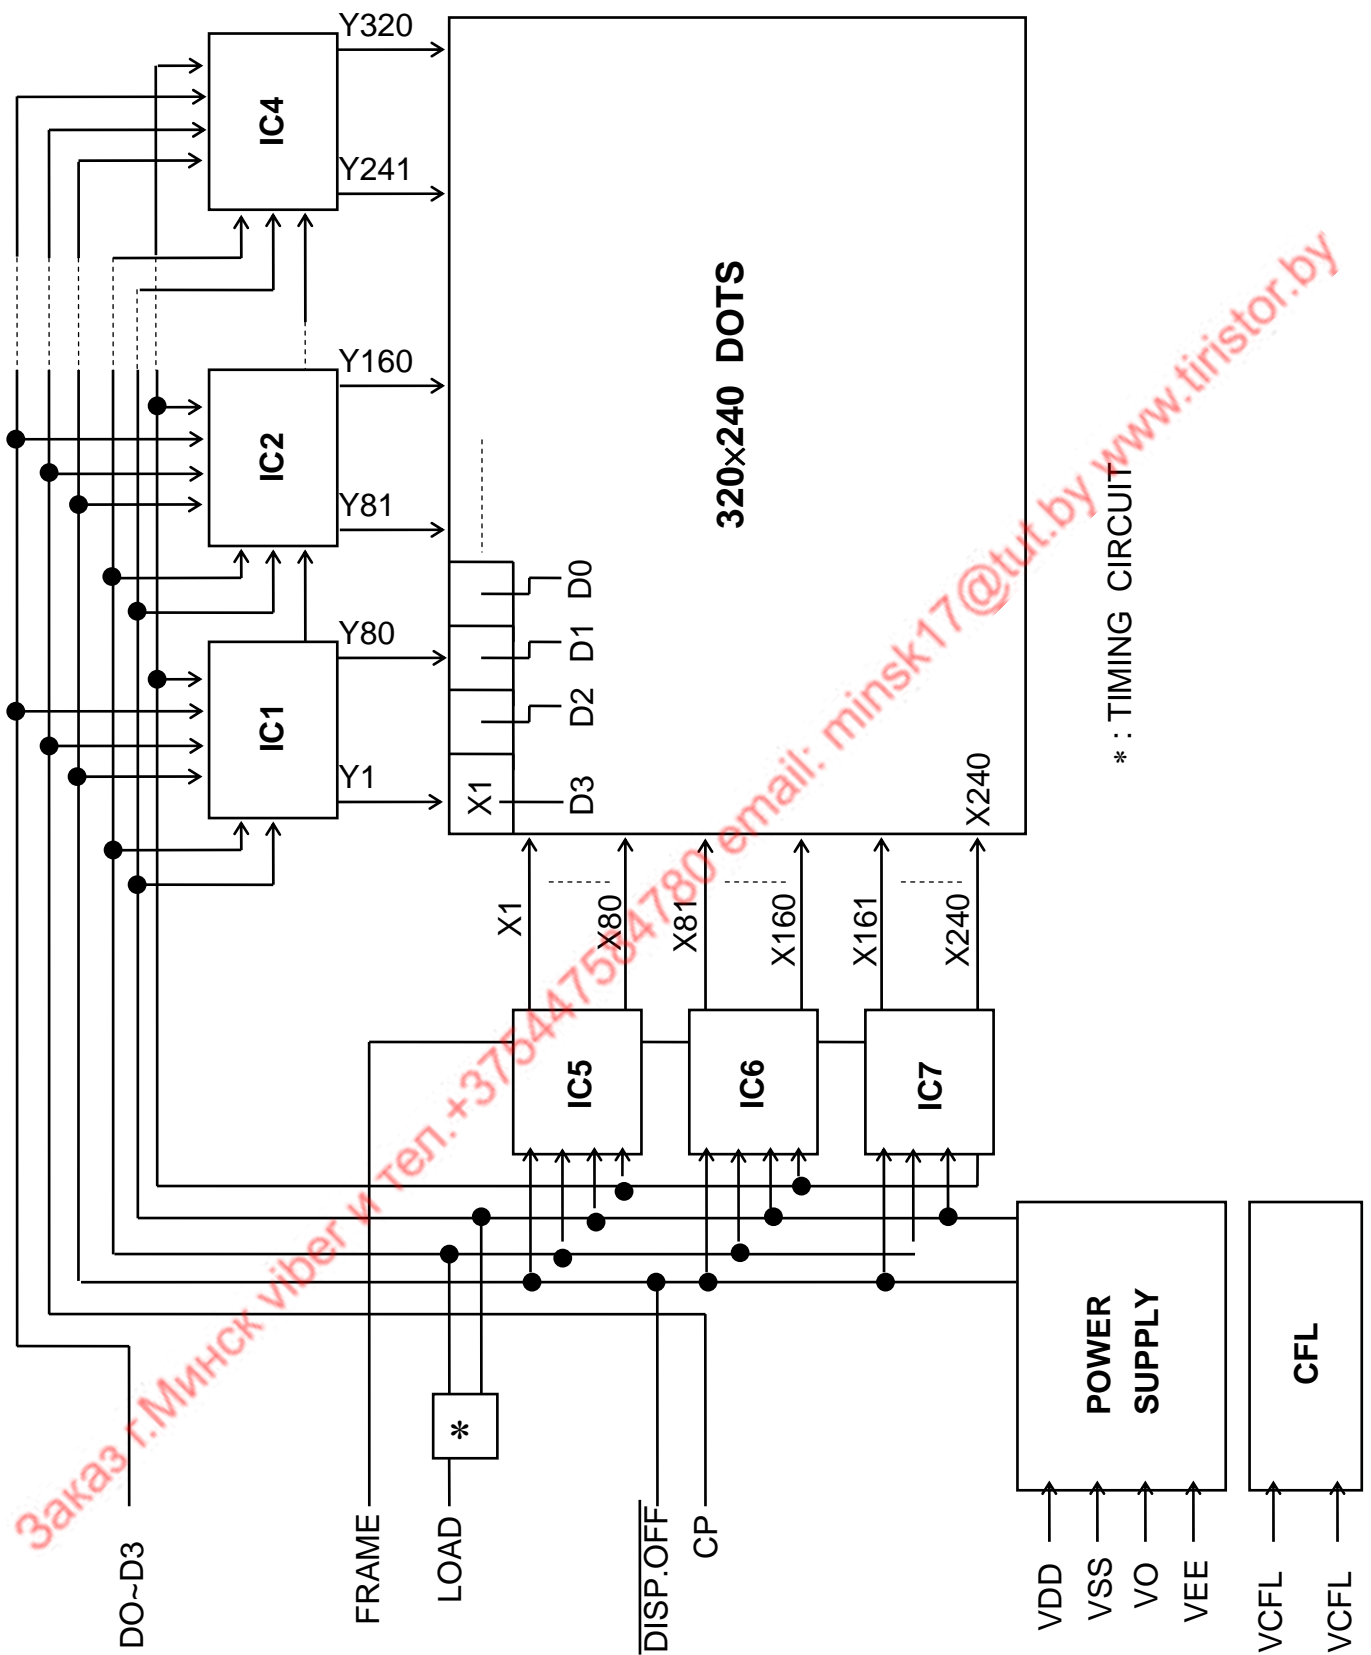 Y320
IC4
Y241
Y160
IC2
Y81
Y80
IC1
Y1
320x240 DOTS
D0
D1
D2
D3
X1
X240
* : TIMING CIRCUIT
X1
X80
X81
X160
X161
X240
IC5
IC6
IC7
POWER
SUPPLY
CFL
*
DO~D3
FRAME
LOAD
DISP.OFF
CP
VDD
VSS
VO
VEE
VCFL
VCFL
Заказ г.Минск viber и тел.+375447584780 email: minsk17@tut.by www.tiristor.by